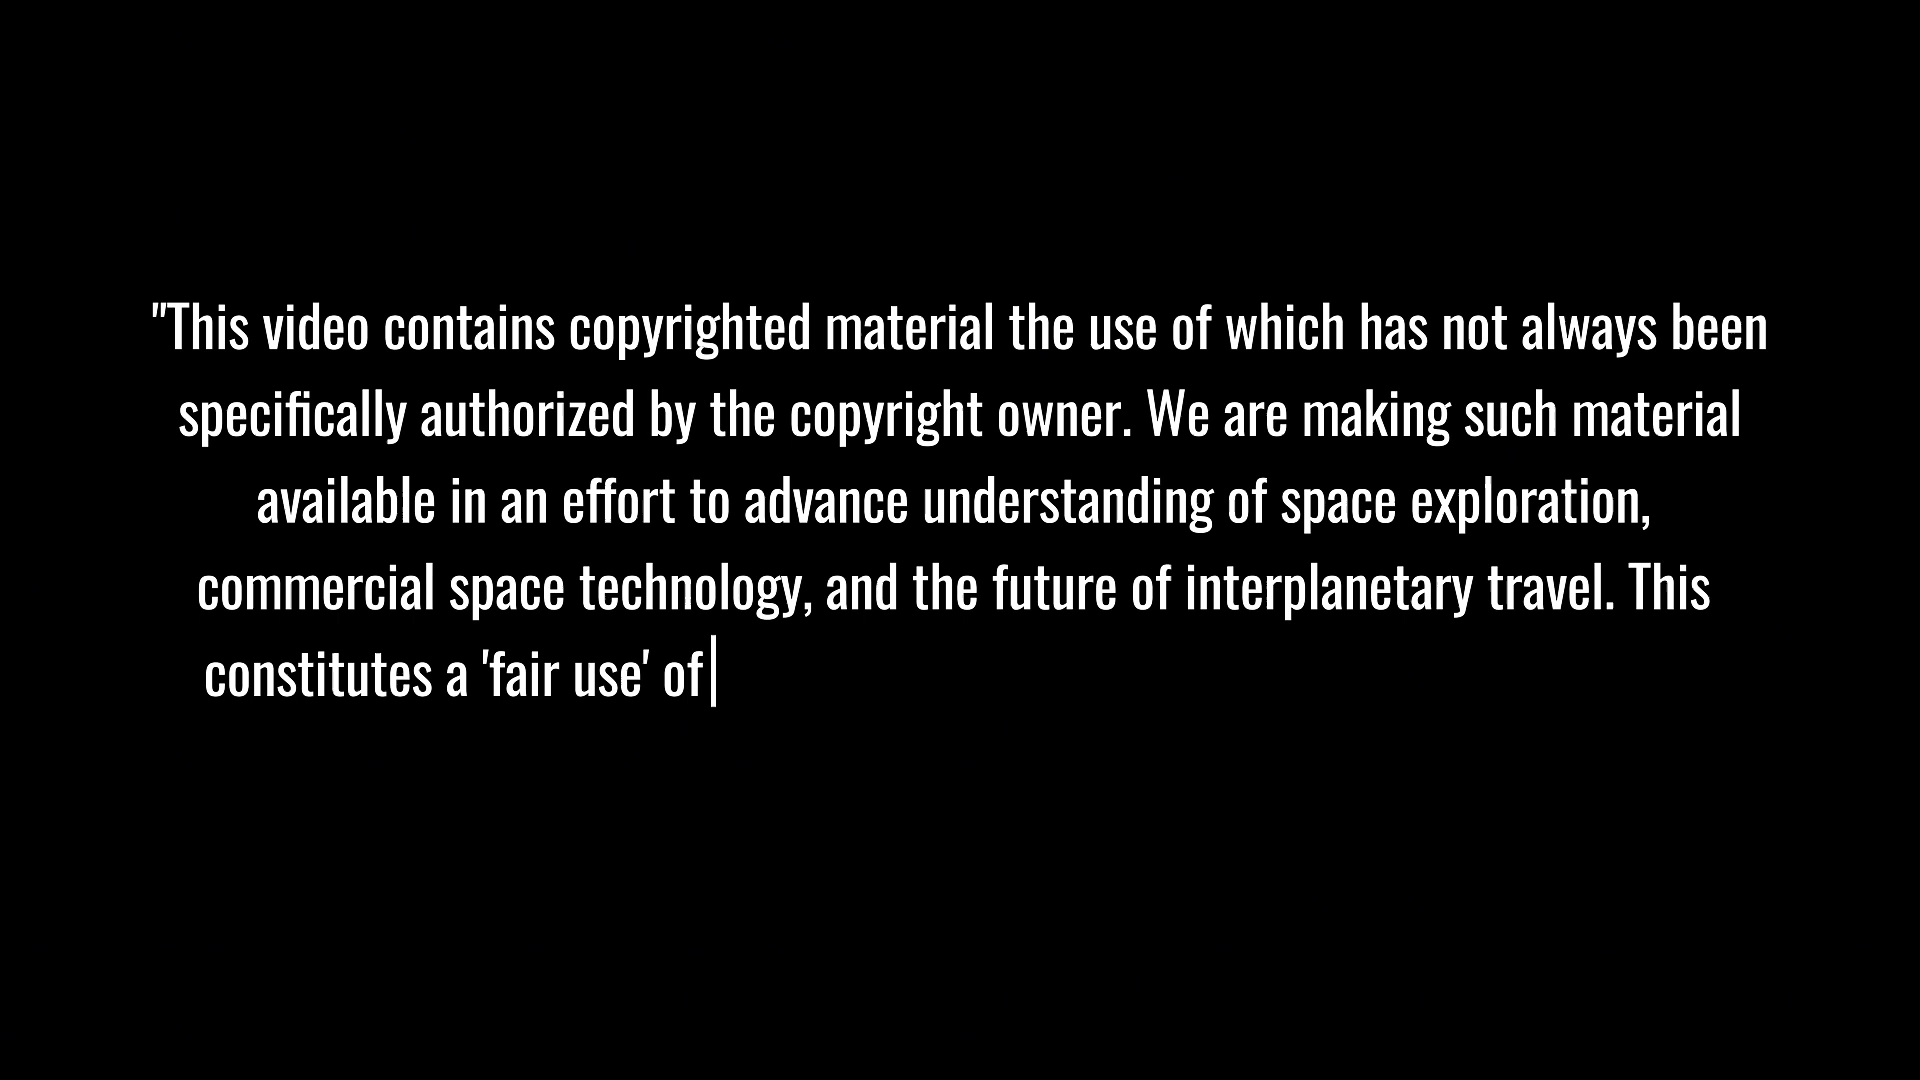 "This video contains copyrighted material the use of which has not always been
specifically authorized by the copyright owner. We are making such material
available in an effort to advance understanding of space exploration,
commercial space technology, and the future of interplanetary travel. This
constitutes a 'fair use' of